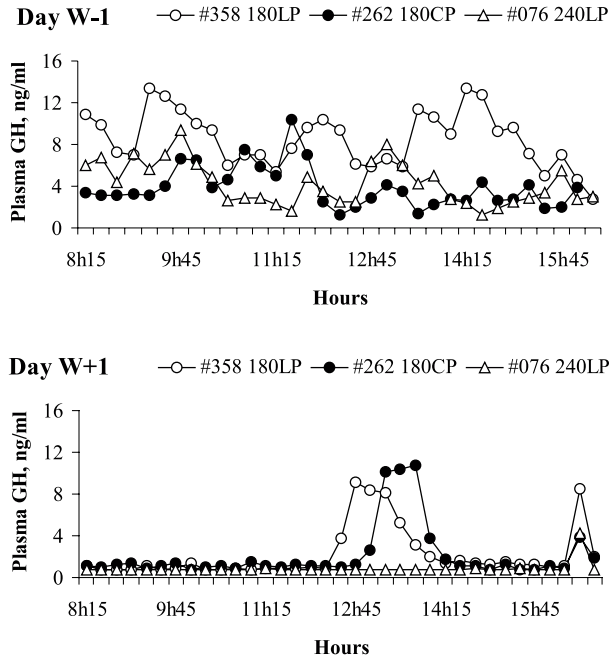 Day W-1 #358 180LP #262 180CP #076 240LP
Plasma GH, ng/ml
16
12
8
4
0
8h15 9h45 11h15 12h45 14h15 15h45
Hours
Day W+1 #358 180LP #262 180CP #076 240LP
Plasma GH, ng/ml
16
12
8
4
0
8h15 9h45 11h15 12h45 14h15 15h45
Hours